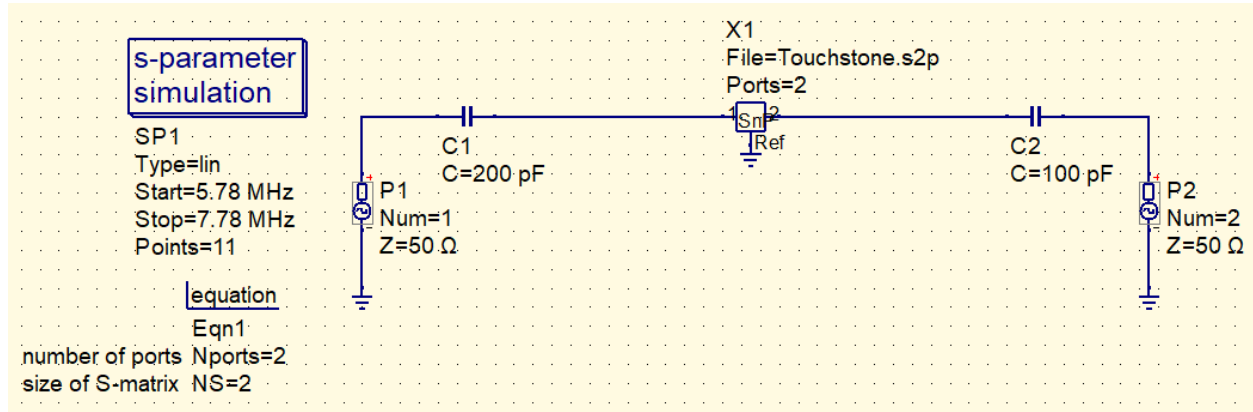 s-parameter
simulation
SP1
Type=lin
Start=5.78 MHz
Stop=7.78 MHz
Points=11
equation
Eqn1
number of ports Nports=2
size of S-matrix NS=2
C1
C=200 pF
P1
Num=1
Z=50 Ω
X1
File=Touchstone.s2p
Ports=2
1
2
Ref
C2
C=100 pF
P2
Num=2
Z=50 Ω